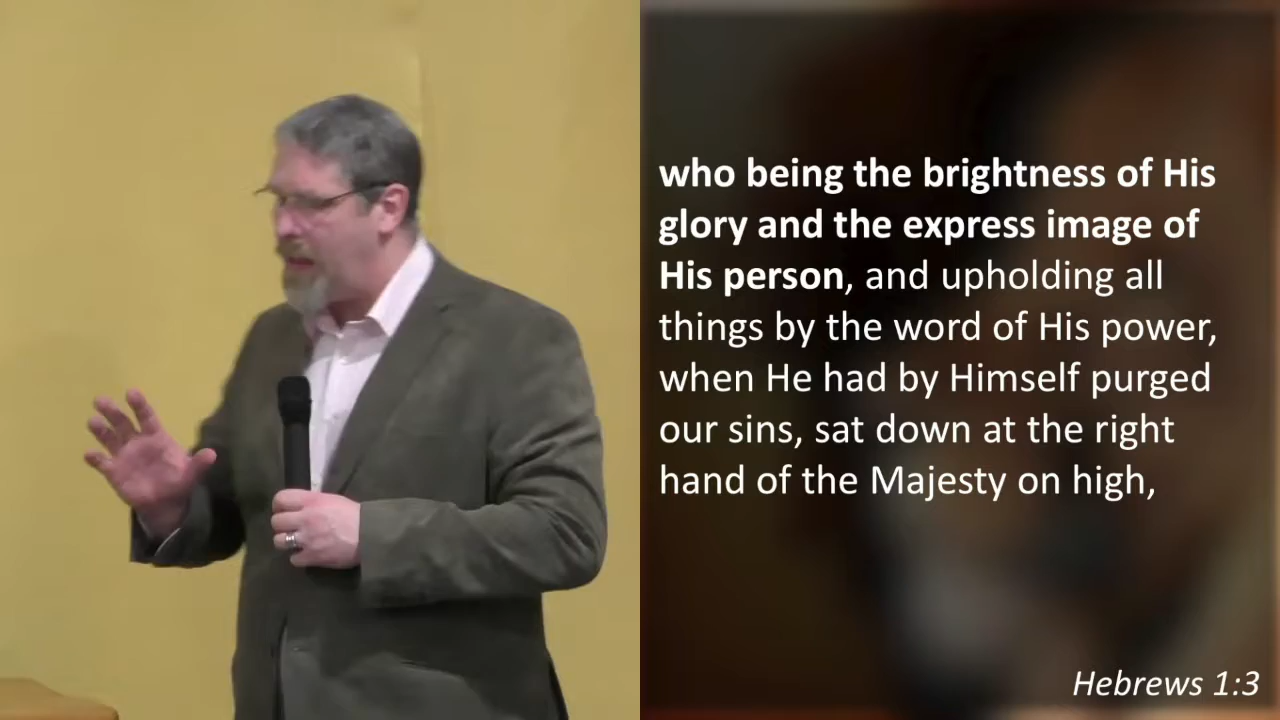 who being the brightness of His
glory and the express image of
His person, and upholding all
things by the word of His power,
when He had by Himself purged
our sins, sat down at the right
hand of the Majesty on high,
Hebrews 1:3